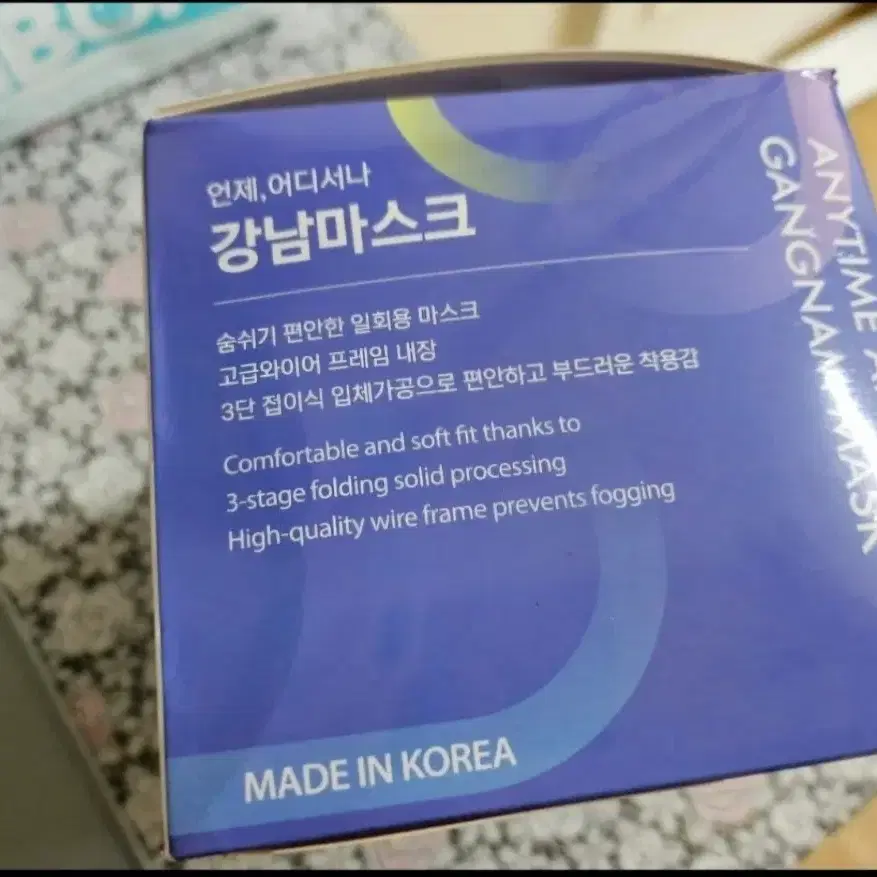 언제,어디서나
강남마스크
숨쉬기 편안한 일회용 마스크
고급와이어 프레임 내장
3단 접이식 입체가공으로 편안하고 부드러운 착용감
Comfortable and soft fit thanks to
3-stage folding solid processing
High-quality wire frame prevents fogging
MADE IN KOREA
ANYTIME
GANGNAM MASK